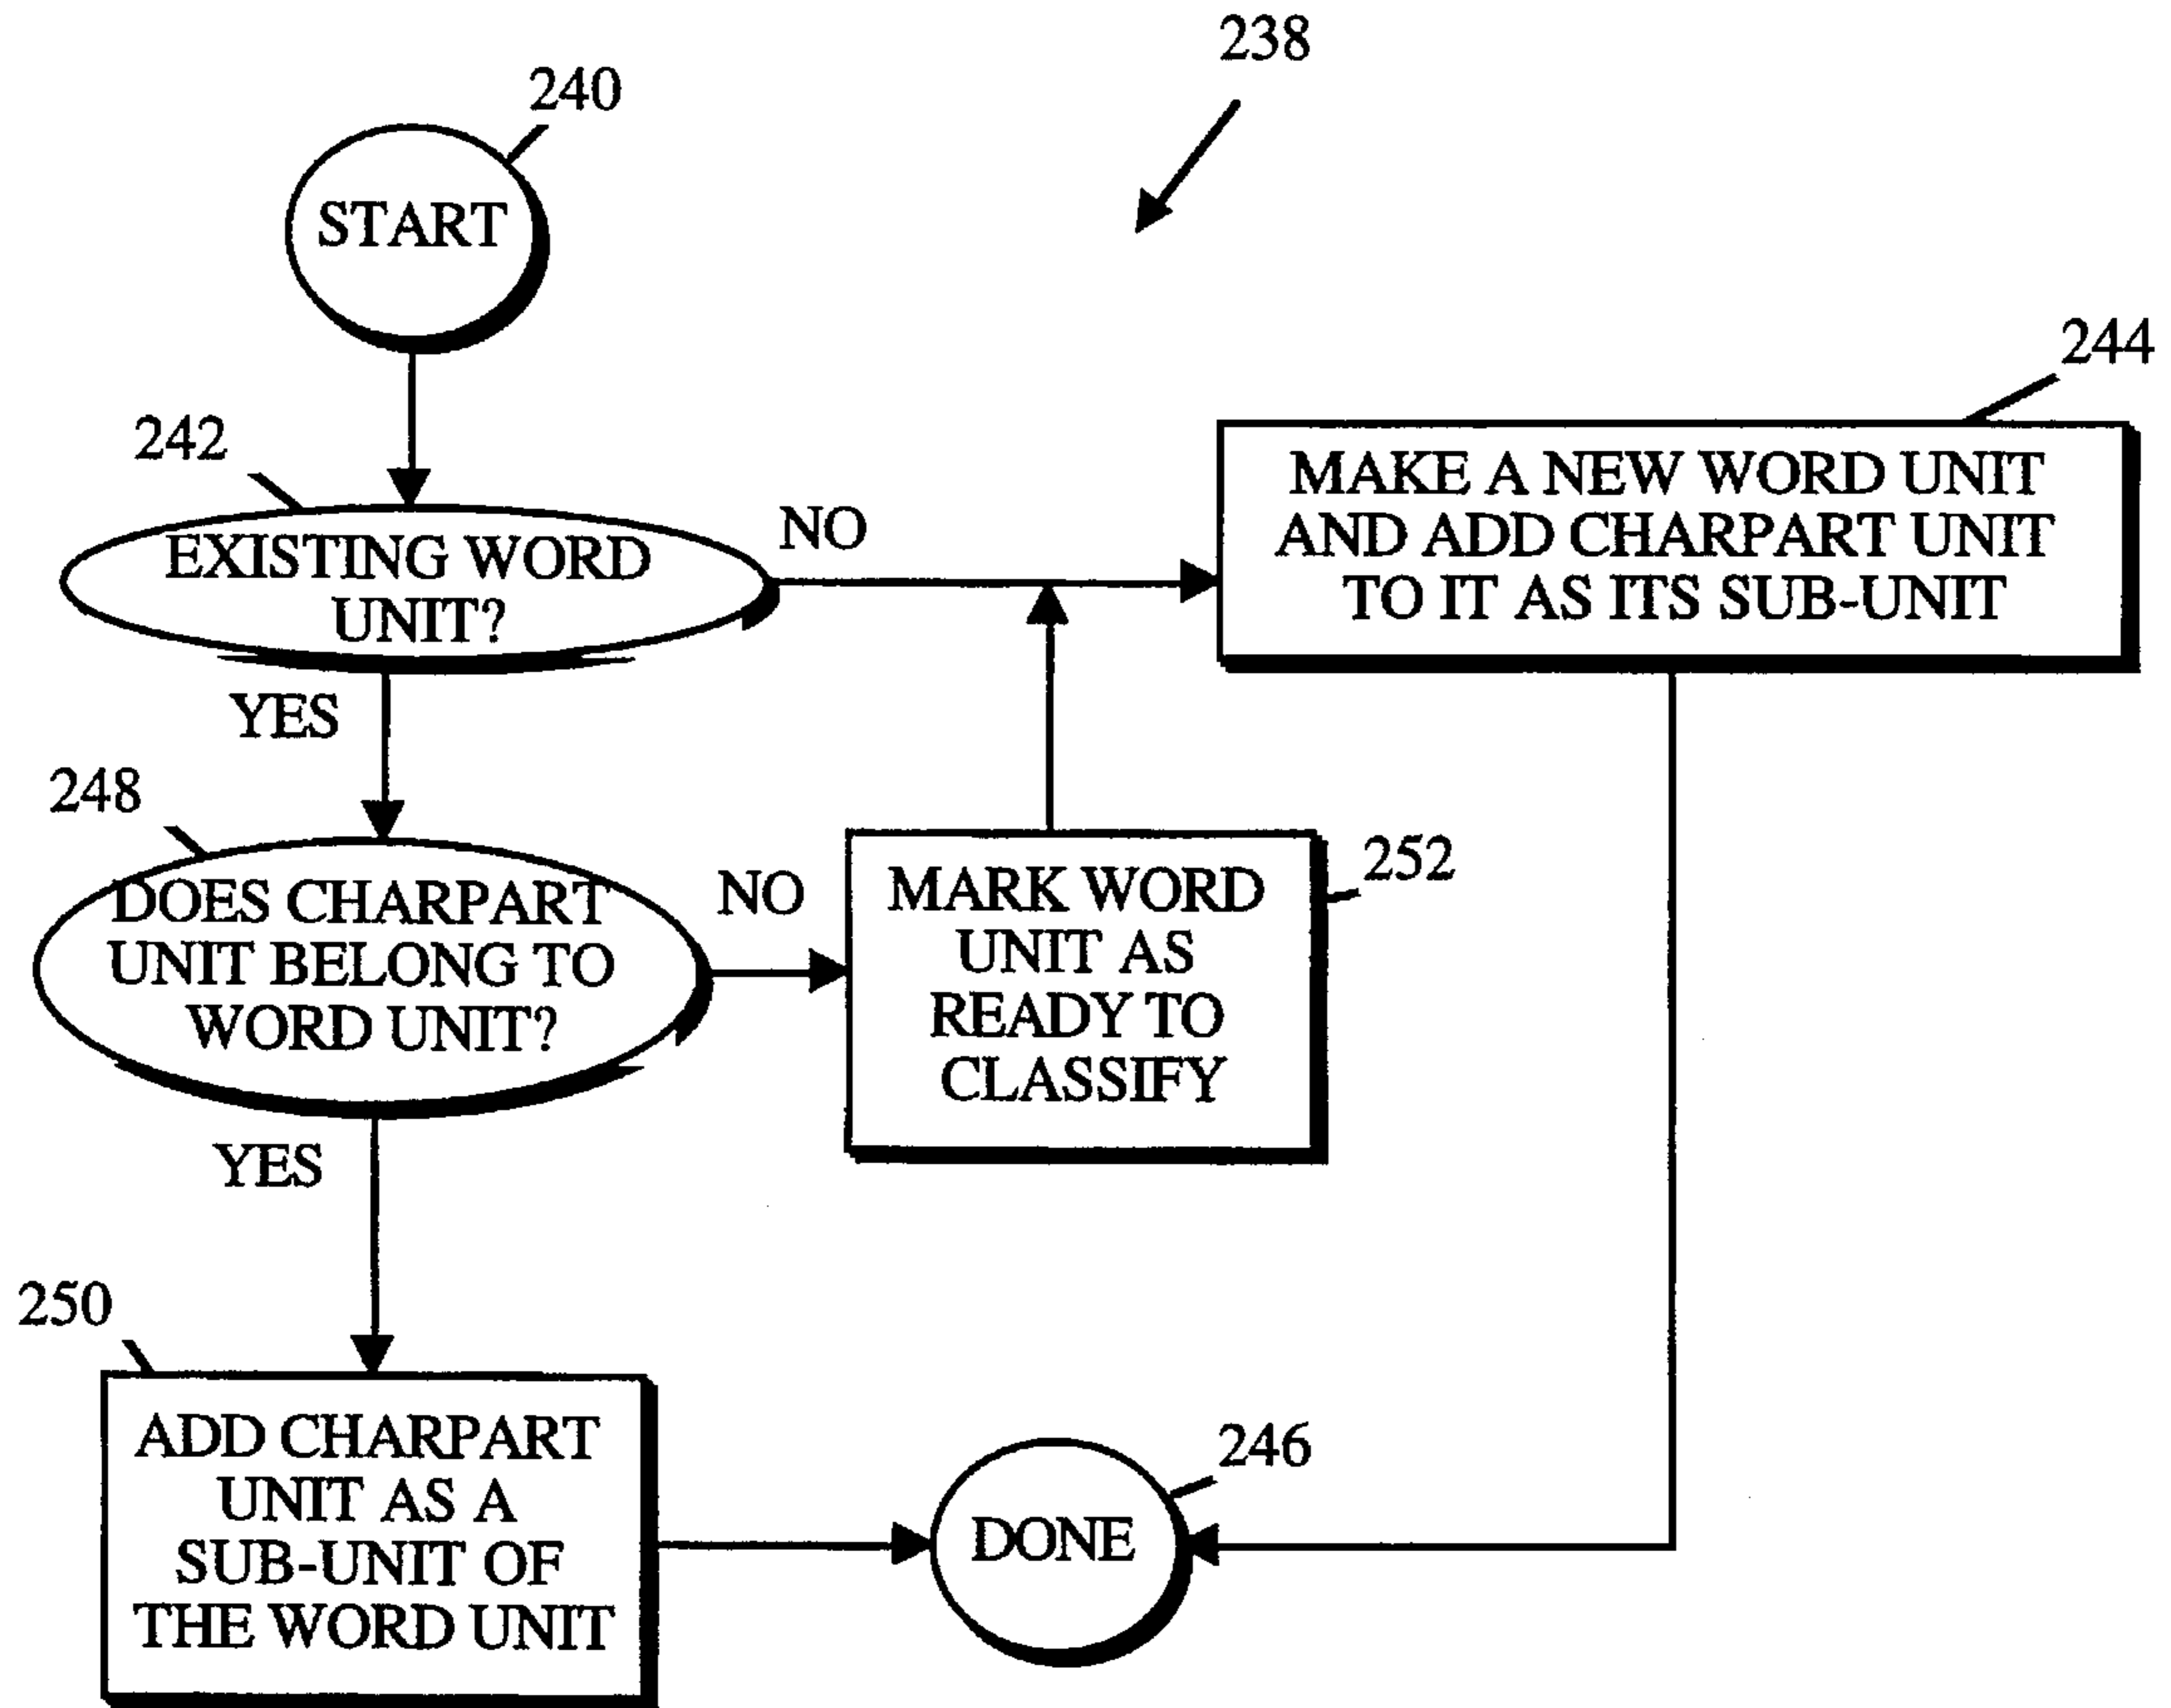 238
240
START
244
242
MAKE A NEW WORD UNIT
AND ADD CHARPART UNIT
TO IT AS ITS SUB-UNIT
NO
EXISTING WORD
UNIT?
YES
248
252
DOES CHARPART
UNIT BELONG TO
WORD UNIT?
NO
MARK WORD
UNIT AS
READY TO
CLASSIFY
YES
250
ADD CHARPART
UNIT AS A
SUB-UNIT OF
THE WORD UNIT
246
DONE